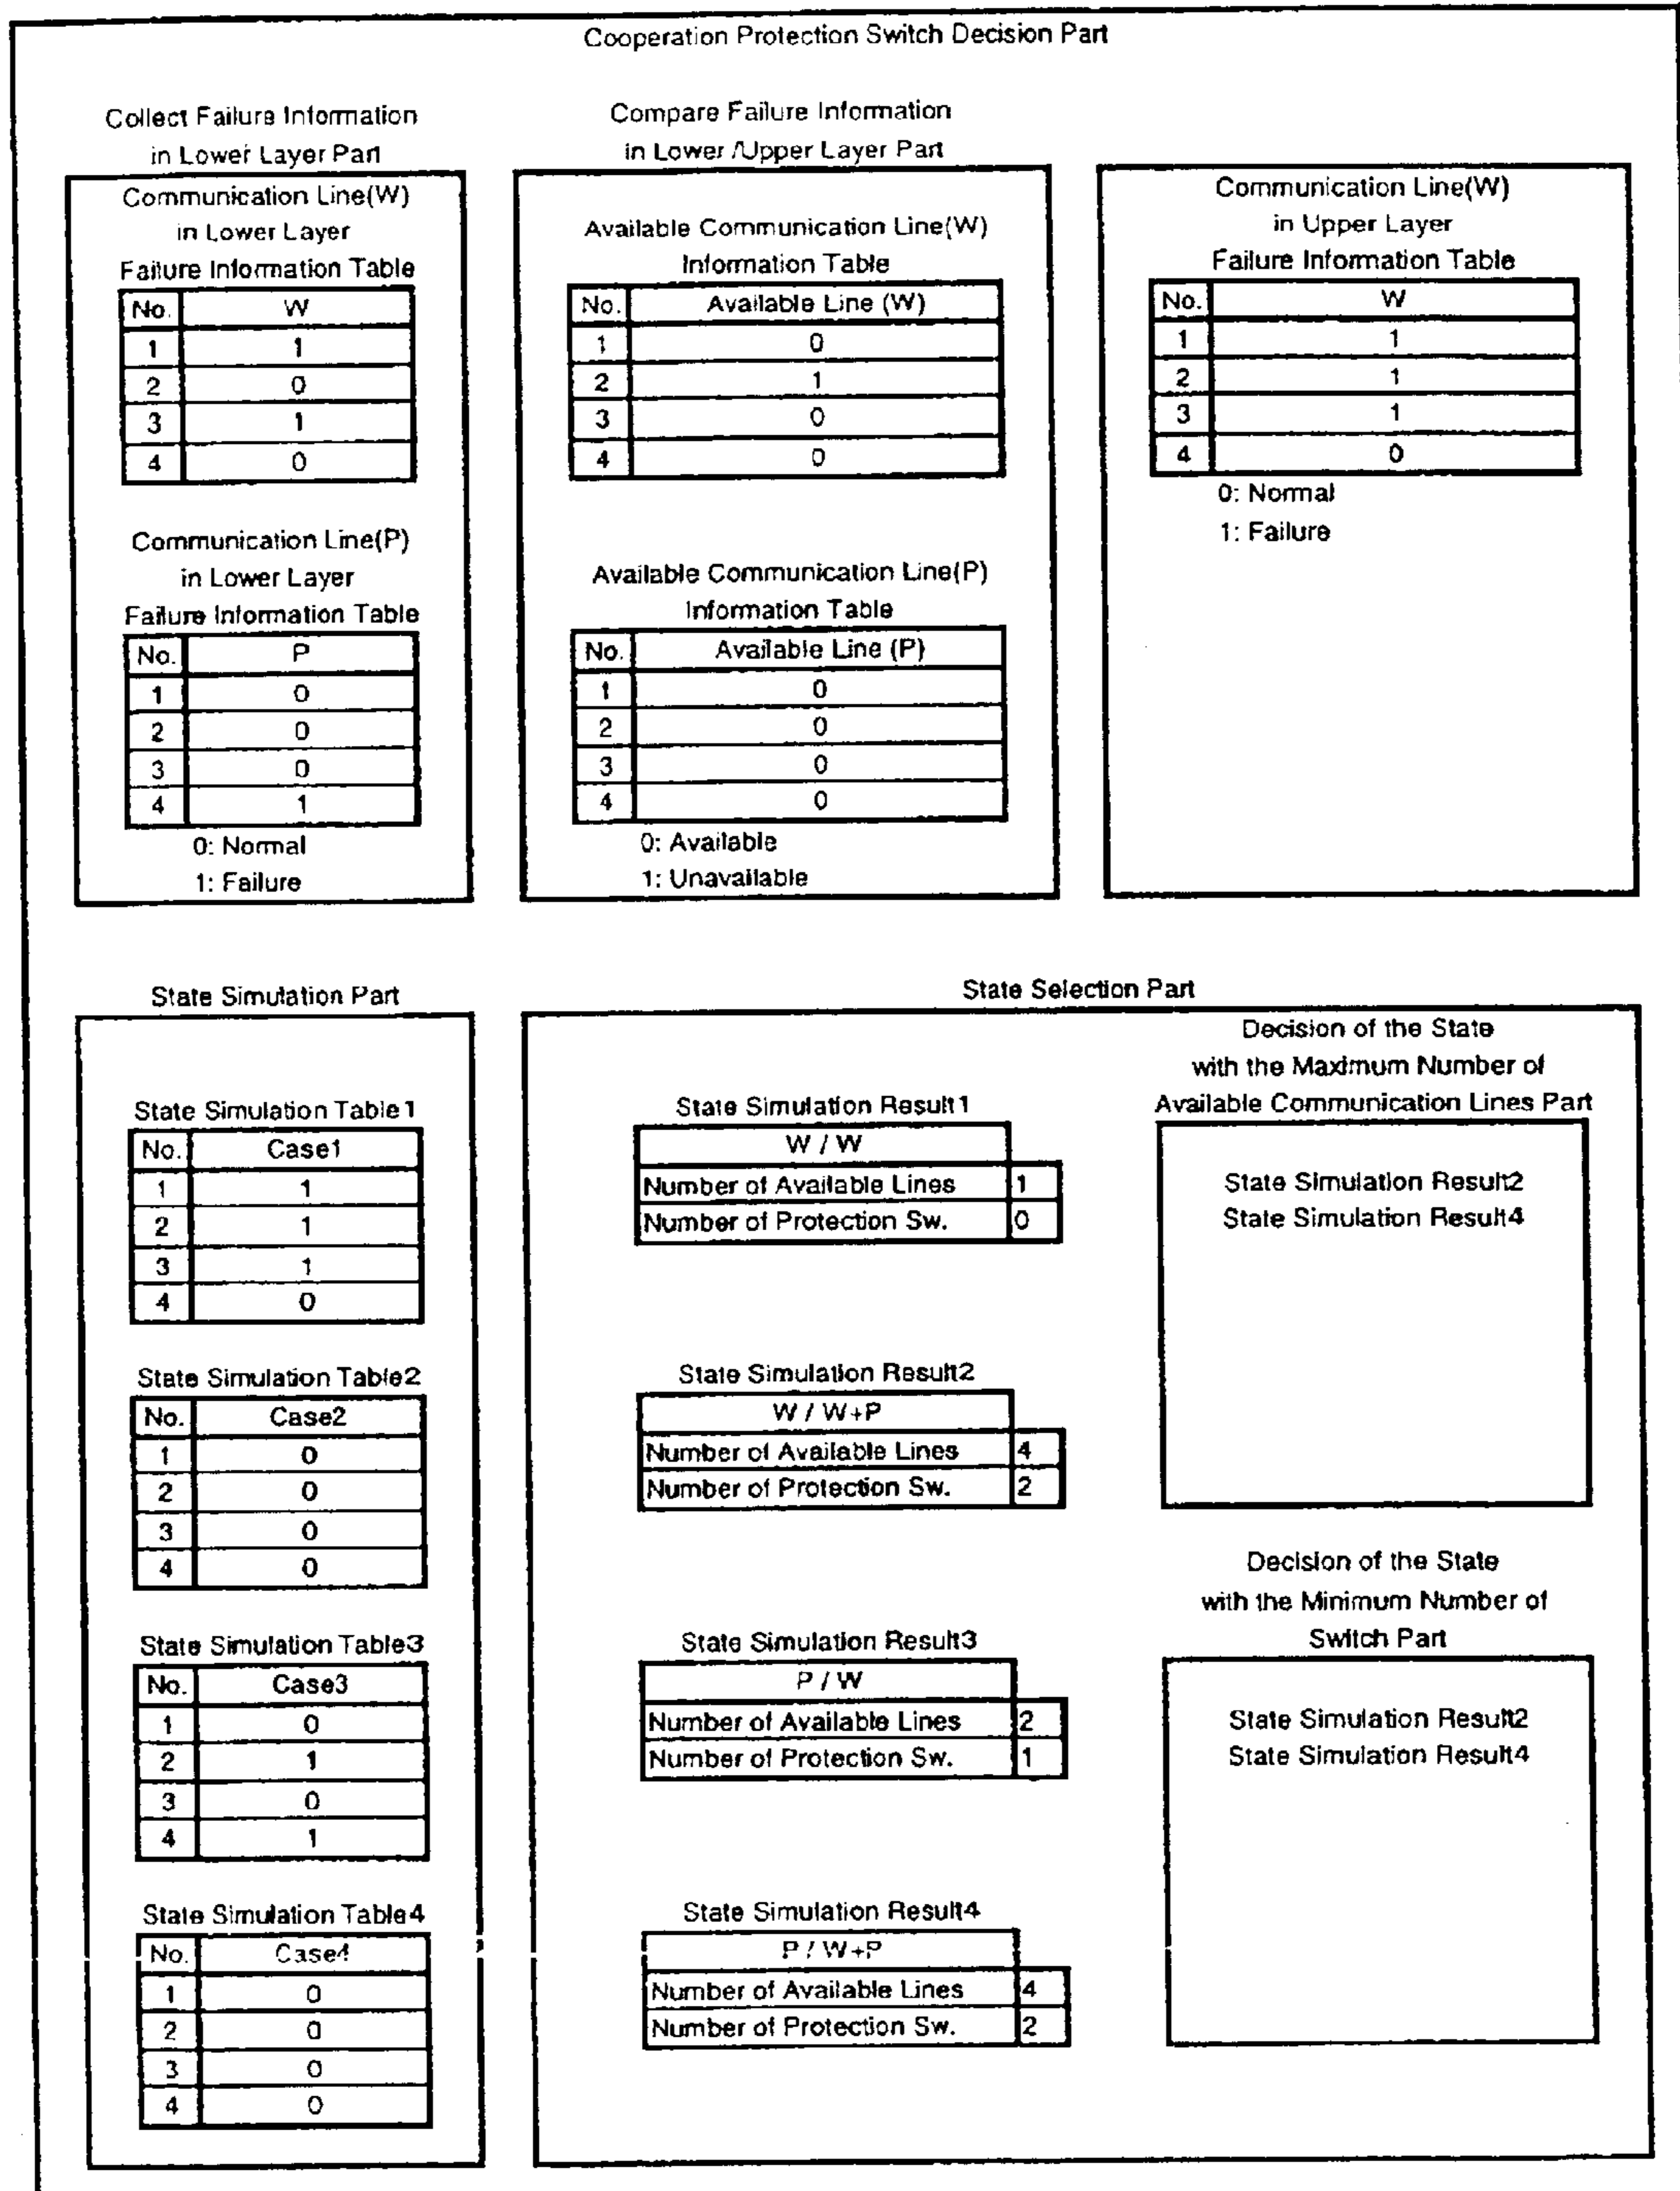 Cooperation Protection Switch Decision Part
Collect Failure Information
in Lower Layer Part
Communication Line(W)
in Lower Layer
Failure Information Table
No. W
1 1
2 0
3 1
4 0
Communication Line(P)
in Lower Layer
Failure Information Table
No. P
1 0
2 0
3 0
4 1
0: Normal
1: Failure
Compare Failure Information
in Lower /Upper Layer Part
Available Communication Line(W)
Information Table
No. Available Line (W)
1 0
2 1
3 0
4 0
Available Communication Line(P)
Information Table
No. Available Line (P)
1 0
2 0
3 0
4 0
0: Available
1: Unavailable
Communication Line(W)
in Upper Layer
Failure Information Table
No. W
1 1
2 1
3 1
4 0
0: Normal
1: Failure
State Simulation Part
State Simulation Table1
No. Case1
1 1
2 1
3 1
4 0
State Simulation Table2
No. Case2
1 0
2 0
3 0
4 0
State Simulation Table3
No. Case3
1 0
2 1
3 0
4 1
State Simulation Table4
No. Case4
1 0
2 0
3 0
4 0
State Selection Part
State Simulation Result1
W / W
Number of Available Lines 1
Number of Protection Sw. 0
State Simulation Result2
W / W+P
Number of Available Lines 4
Number of Protection Sw. 2
State Simulation Result3
P / W
Number of Available Lines 2
Number of Protection Sw. 1
State Simulation Result4
P / W+P
Number of Available Lines 4
Number of Protection Sw. 2
Decision of the State
with the Maximum Number of
Available Communication Lines Part
State Simulation Result2
State Simulation Result4
Decision of the State
with the Minimum Number of
Switch Part
State Simulation Result2
State Simulation Result4